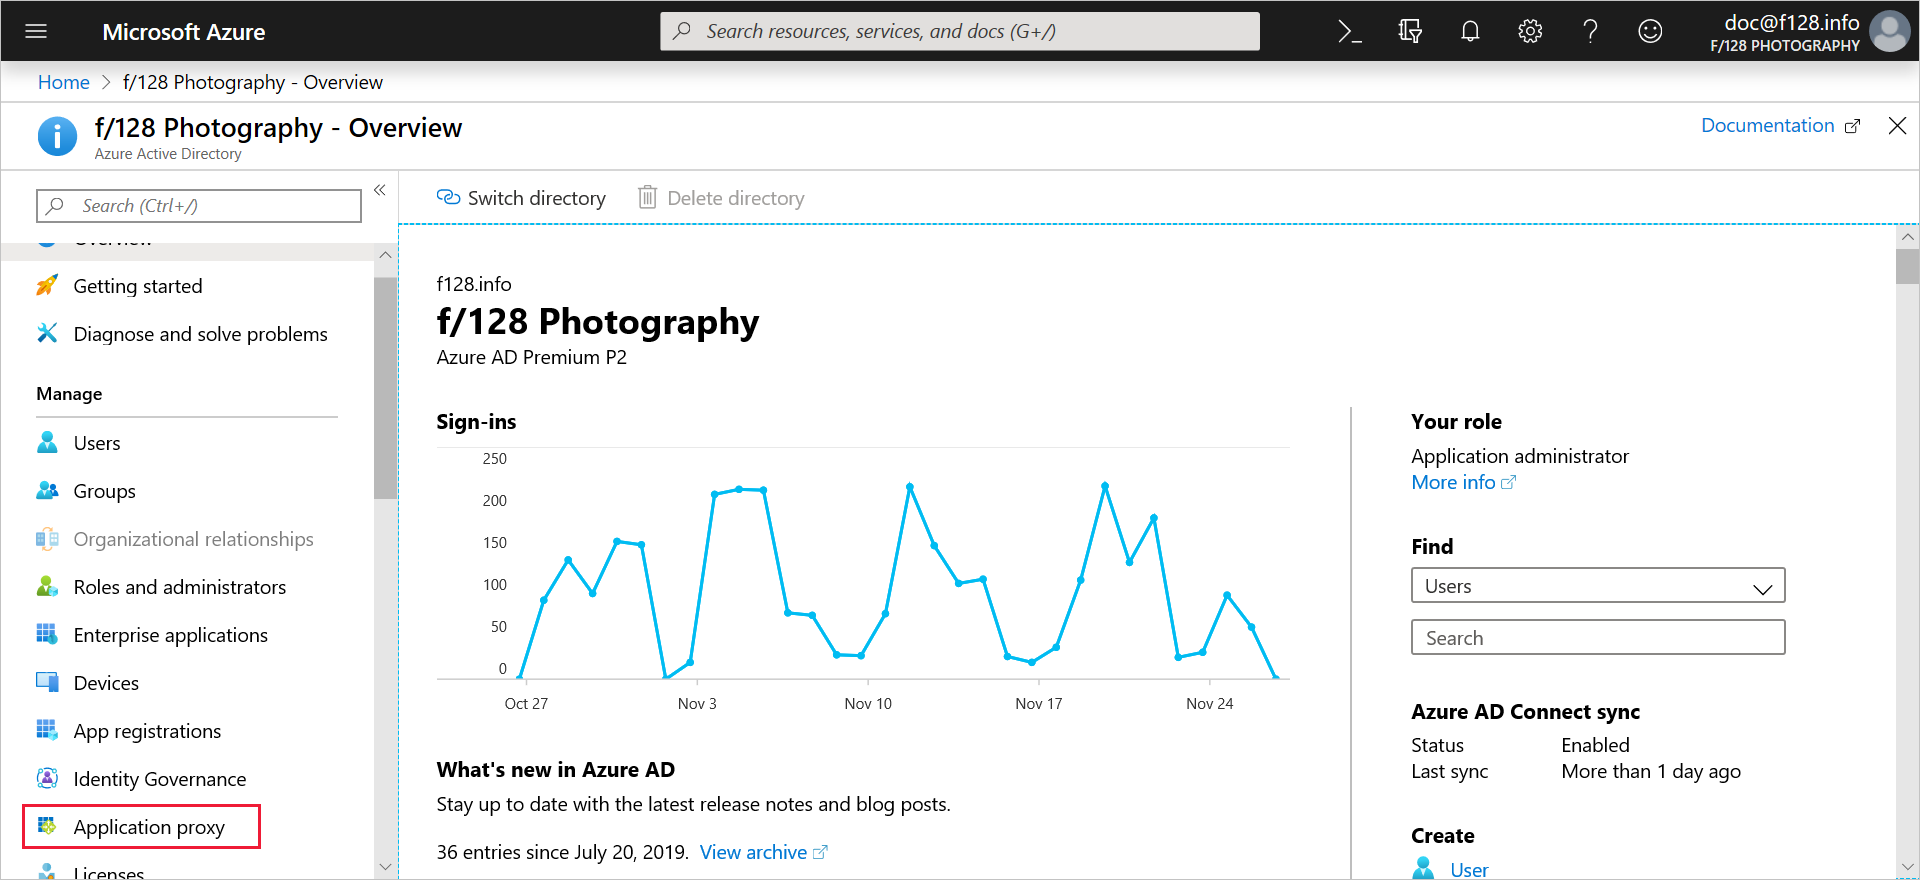 Microsoft Azure
Search resources, services, and docs (G+/)
doc@f128.info
F/128 PHOTOGRAPHY
Home > f/128 Photography - Overview
f/128 Photography - Overview
Azure Active Directory
Documentation
Search (Ctrl+/)
Switch directory
Delete directory
Overview
Getting started
Diagnose and solve problems
Manage
Users
Groups
Organizational relationships
Roles and administrators
Enterprise applications
Devices
App registrations
Identity Governance
Application proxy
Licenses
f128.info
f/128 Photography
Azure AD Premium P2
Sign-ins
250
200
150
100
50
0
Oct 27
Nov 3
Nov 10
Nov 17
Nov 24
What's new in Azure AD
Stay up to date with the latest release notes and blog posts.
36 entries since July 20, 2019. View archive
Your role
Application administrator
More info
Find
Users
Search
Azure AD Connect sync
Status Enabled
Last sync More than 1 day ago
Create
User